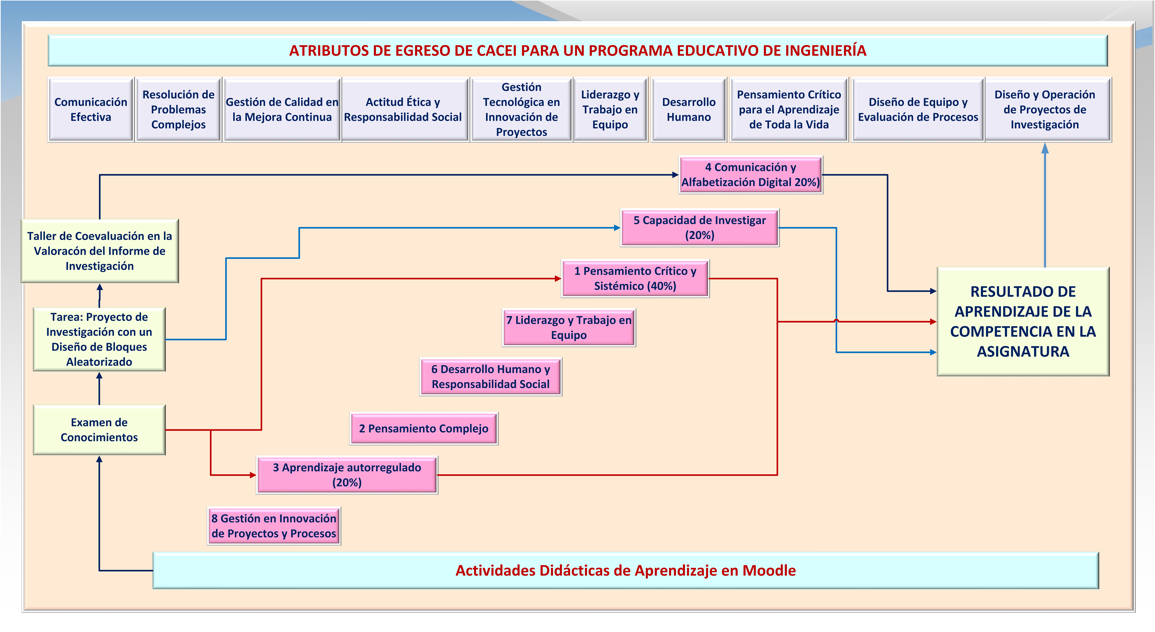 ATRIBUTOS DE EGRESO DE CACEI PARA UN PROGRAMA EDUCATIVO DE INGENIERÍA
Comunicación
Efectiva
Resolución de
Problemas
Complejos
Gestión de Calidad en
la Mejora Continua
Actitud Ética y
Responsabilidad Social
Gestión
Tecnológica en
Innovación de
Proyectos
Liderazgo y
Trabajo en
Equipo
Desarrollo
Humano
Pensamiento Crítico
para el Aprendizaje
de Toda la Vida
Diseño de Equipo y
Evaluación de Procesos
Diseño y Operación
de Proyectos de
Investigación
4 Comunicación y
Alfabetización Digital 20%)
5 Capacidad de Investigar
(20%)
Taller de Coevaluación en la
Valoracón del Informe de
Investigación
1 Pensamiento Crítico y
Sistémico (40%)
RESULTADO DE
APRENDIZAJE DE LA
COMPETENCIA EN LA
ASIGNATURA
Tarea: Proyecto de
Investigación con un
Diseño de Bloques
Aleatorizado
7 Liderazgo y Trabajo en
Equipo
6 Desarrollo Humano y
Responsabilidad Social
Examen de
Conocimientos
2 Pensamiento Complejo
3 Aprendizaje autorregulado
(20%)
8 Gestión en Innovación
de Proyectos y Procesos
Actividades Didácticas de Aprendizaje en Moodle